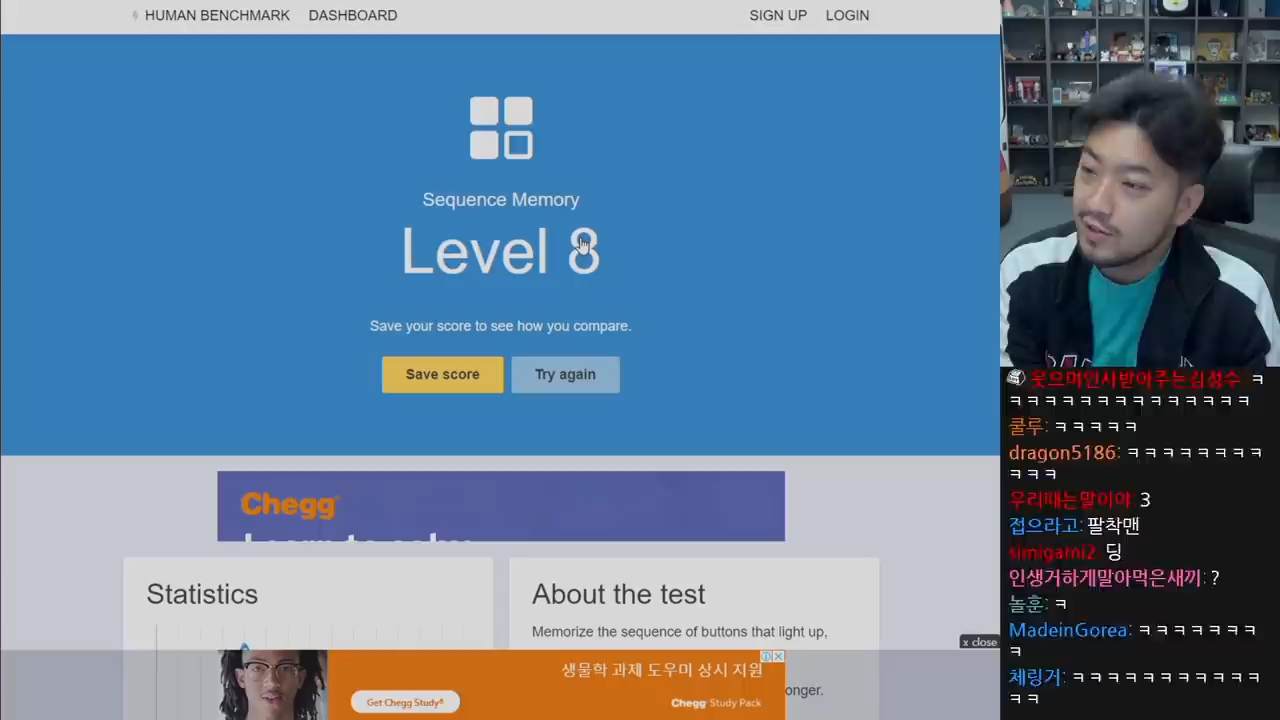 HUMAN BENCHMARK DASHBOARD SIGN UP LOGIN
Sequence Memory
Level 8
Save your score to see how you compare.
Save score Try again
Chegg
Statistics
About the test
Memorize the sequence of buttons that light up,
x close
생물학 과제 도우미 상시 지원
onger.
Get Chegg Study®
Chegg Study Pack
웃으며인사받아주는김성수 ㅋ
ㅋㅋㅋㅋㅋㅋㅋㅋㅋㅋㅋㅋㅋㅋ
쿨루: ㅋㅋㅋㅋㅋ
dragon5186: ㅋㅋㅋㅋㅋㅋㅋㅋ
ㅋㅋㅋ
우리때는말이야 3
접으라고: 팔착맨
simigami2 딩
인생거하게말아먹은새끼: ?
놀훈: ㅋ
MadeinGorea: ㅋㅋㅋㅋㅋㅋㅋ
ㅋ
체링거: ㅋㅋㅋㅋㅋㅋㅋㅋㅋㅋㅋ
ㅋㅋ